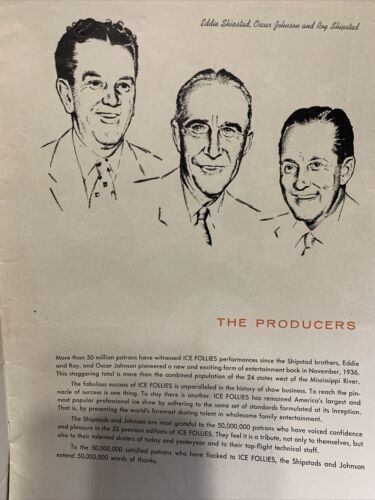 Eddie Shipstad, Oscar Johnson and Roy Shipstad
THE PRODUCERS
More than 50 million patrons have witnessed ICE FOLLIES performances since the Shipstad brothers, Eddie
and Roy, and Oscar Johnson pioneered a new and exciting form of entertainment back in November, 1936.
This staggering total is more than the combined population of the 24 states west of the Mississippi River.
The fabulous success of ICE FOLLIES is unparalleled in the history of show business. To reach the pin-
nacle of success is one thing. To stay there is another. ICE FOLLIES has remained America's largest and
most popular professional ice show by adhering to the same set of standards formulated at its inception.
That is, by presenting the world's foremost skating talent in wholesome family entertainment.
The Shipstads and Johnson are most grateful to the 50,000,000 patrons who have voiced confidence
and pleasure in the 23 previous editions of ICE FOLLIES. They feel it is a tribute, not only to themselves, but
also to their talented skaters of today and yesteryear and to their top-flight technical staff.
To the 50,000,000 satisfied patrons who have flocked to ICE FOLLIES, the Shipstads and Johnson
extend 50,000,000 words of thanks.